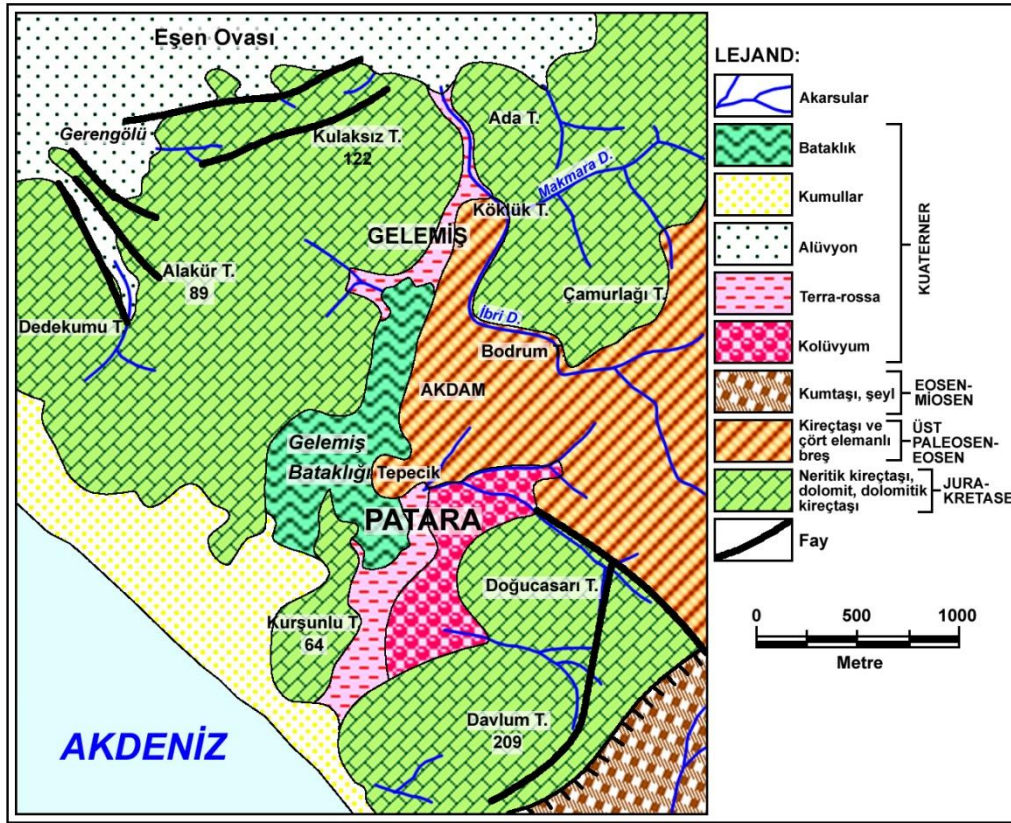 Eşen Ovası
Gerengölü
Kulaksız T.
122
Ada T.
Makmara D.
Köklük T.
GELEMİŞ
Alakür T.
89
Çamurlağı T.
Dedekumu T
İbri D.
Bodrum T
AKDAM
Gelemiş
Bataklığı
Tepecik
PATARA
Doğucasarı T.
Kurşunlu T
64
Davlum T.
209
AKDENİZ
LEJAND:
Akarsular
Bataklık
Kumullar
Alüvyon
Terra-rossa
Kolüvyum
KUATERNER
Kumtaşı, şeyl
EOSEN-
MİOSEN
Kireçtaşı ve
çört elemanlı
breş
ÜST
PALEOSEN-
EOSEN
Neritik kireçtaşı,
dolomit, dolomitik
kireçtaşı
JURA-
KRETASE
Fay
0 500 1000
Metre